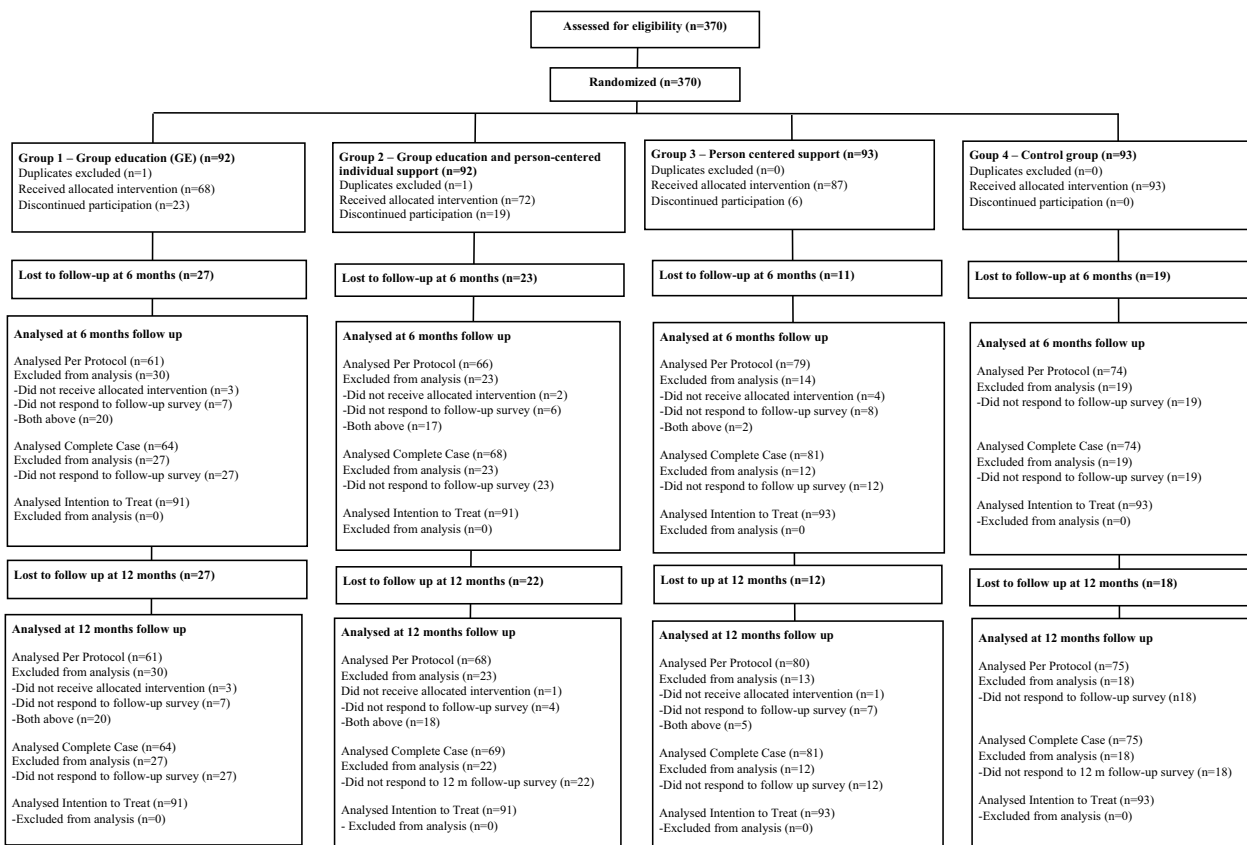 Assessed for eligibility (n=370)
Randomized (n=370)
Group 1 – Group education (GE) (n=92)
Duplicates excluded (n=1)
Received allocated intervention (n=68)
Discontinued participation (n=23)
Group 2 – Group education and person-centered
individual support (n=92)
Duplicates excluded (n=1)
Received allocated intervention (n=72)
Discontinued participation (n=19)
Group 3 – Person centered support (n=93)
Duplicates excluded (n=0)
Received allocated intervention (n=87)
Discontinued participation (6)
Goup 4 – Control group (n=93)
Duplicates excluded (n=0)
Received allocated intervention (n=93)
Discontinued participation (n=0)
Lost to follow-up at 6 months (n=27)
Lost to follow-up at 6 months (n=23)
Lost to follow-up at 6 months (n=11)
Lost to follow-up at 6 months (n=19)
Analysed at 6 months follow up
Analysed Per Protocol (n=61)
Excluded from analysis (n=30)
-Did not receive allocated intervention (n=3)
-Did not respond to follow-up survey (n=7)
-Both above (n=20)
Analysed Complete Case (n=64)
Excluded from analysis (n=27)
-Did not respond to follow-up survey (n=27)
Analysed Intention to Treat (n=91)
Excluded from analysis (n=0)
Analysed at 6 months follow up
Analysed Per Protocol (n=66)
Excluded from analysis (n=23)
-Did not receive allocated intervention (n=2)
-Did not respond to follow-up survey (n=6)
-Both above (n=17)
Analysed Complete Case (n=68)
Excluded from analysis (n=23)
-Did not respond to follow-up survey (23)
Analysed Intention to Treat (n=91)
Excluded from analysis (n=0)
Analysed at 6 months follow up
Analysed Per Protocol (n=79)
Excluded from analysis (n=14)
-Did not receive allocated intervention (n=4)
-Did not respond to follow-up survey (n=8)
-Both above (n=2)
Analysed Complete Case (n=81)
Excluded from analysis (n=12)
-Did not respond to follow-up survey (n=12)
Analysed Intention to Treat (n=93)
Excluded from analysis (n=0
Analysed at 6 months follow up
Analysed Per Protocol (n=74)
Excluded from analysis (n=19)
-Did not respond to follow-up survey (n=19)
Analysed Complete Case (n=74)
Excluded from analysis (n=19)
-Did not respond to follow-up survey (n=19)
Analysed Intention to Treat (n=93)
-Excluded from analysis (n=0)
Lost to follow up at 12 months (n=27)
Lost to follow up at 12 months (n=22)
Lost to up at 12 months (n=12)
Lost to follow up at 12 months (n=18)
Analysed at 12 months follow up
Analysed Per Protocol (n=61)
Excluded from analysis (n=30)
-Did not receive allocated intervention (n=3)
-Did not respond to follow-up survey (n=7)
-Both above (n=20)
Analysed Complete Case (n=64)
Excluded from analysis (n=27)
-Did not respond to follow-up survey (n=27)
Analysed Intention to Treat (n=91)
-Excluded from analysis (n=0)
Analysed at 12 months follow up
Analysed Per Protocol (n=68)
Excluded from analysis (n=23)
Did not receive allocated intervention (n=1)
-Did not respond to follow-up survey (n=4)
-Both above (n=18)
Analysed Complete Case (n=69)
Excluded from analysis (n=22)
-Did not respond to 12 m follow-up survey (n=22)
Analysed Intention to Treat (n=91)
- Excluded from analysis (n=0)
Analysed at 12 months follow up
Analysed Per Protocol (n=80)
Excluded from analysis (n=13)
-Did not receive allocated intervention (n=1)
-Did not respond to follow-up survey (n=7)
-Both above (n=5)
Analysed Complete Case (n=81)
Excluded from analysis (n=12)
-Did not respond to follow up survey (n=12)
Analysed Intention to Treat (n=93)
-Excluded from analysis (n=0)
Analysed at 12 months follow up
Analysed Per Protocol (n=75)
Excluded from analysis (n=18)
-Did not respond to follow-up survey (n18)
Analysed Complete Case (n=75)
Excluded from analysis (n=18)
-Did not respond to 12 m follow-up survey (n=18)
Analysed Intention to Treat (n=93)
-Excluded from analysis (n=0)